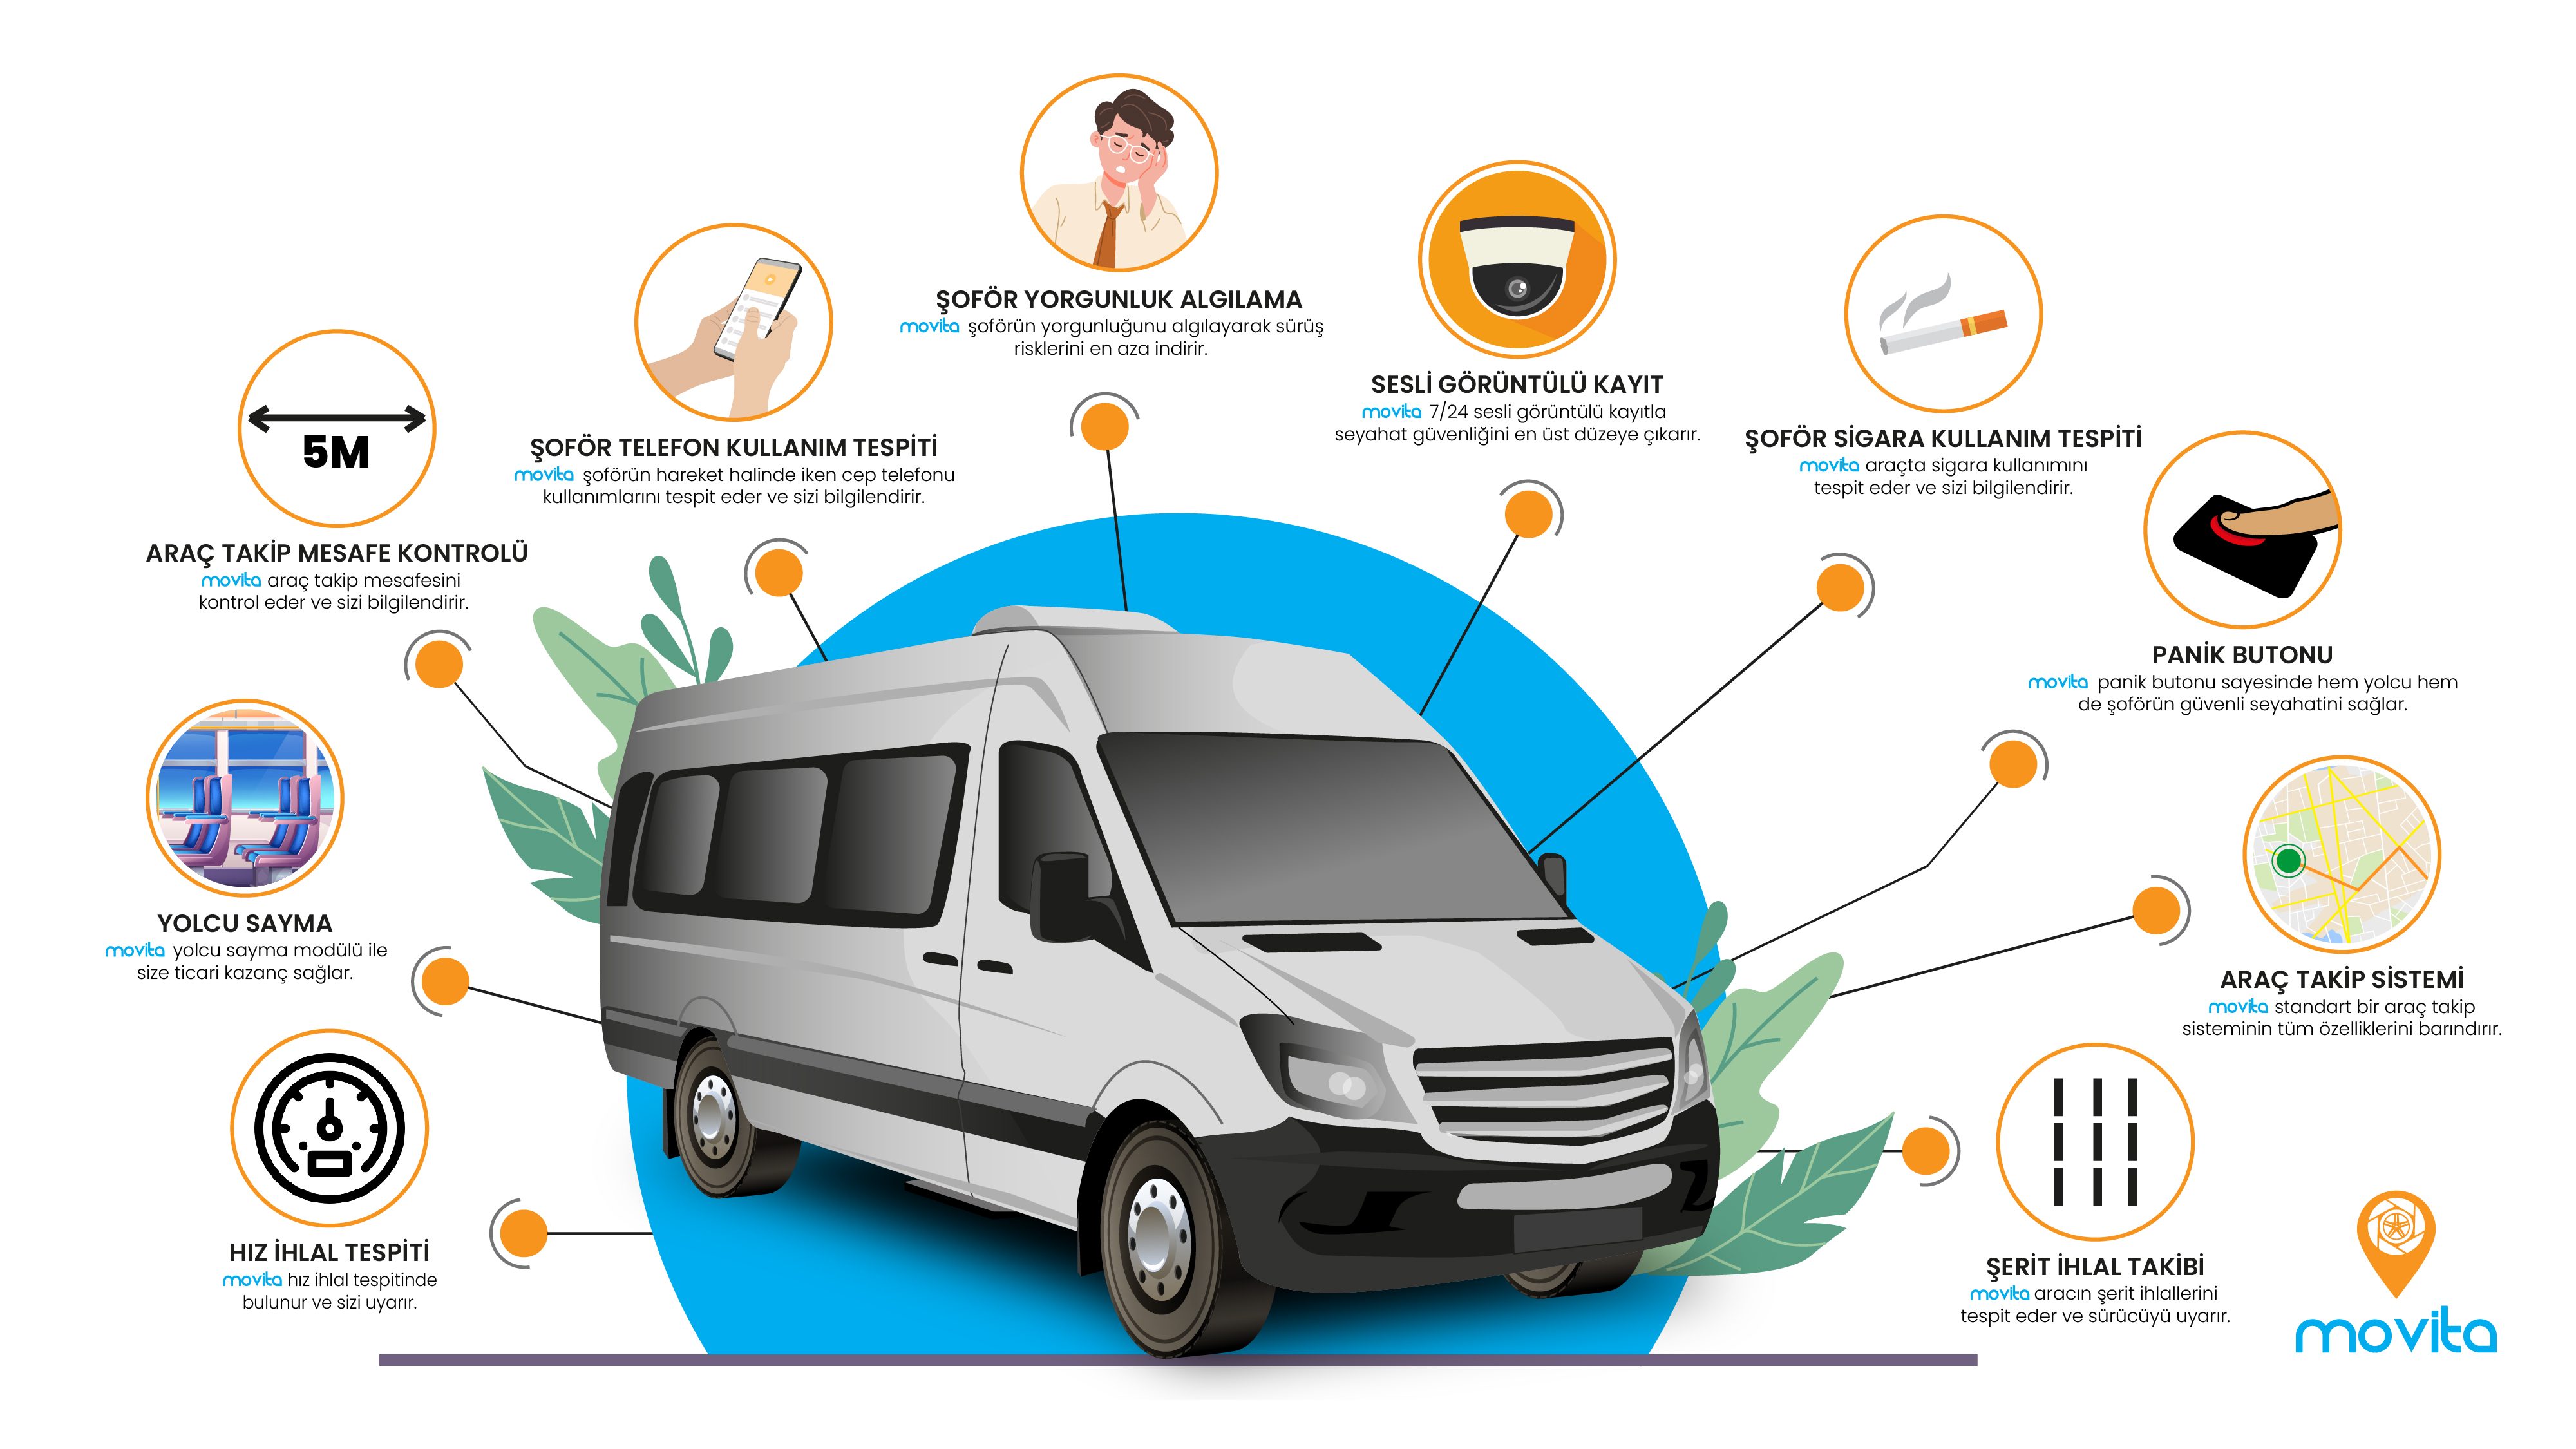 ŞOFÖR YORGUNLUK ALGILAMA
movita şoförün yorgunluğunu algılayarak sürüş
risklerini en aza indirir.
SESLİ GÖRÜNTÜLÜ KAYIT
movita 7/24 sesli görüntülü kayıtla
seyahat güvenliğini en üst düzeye çıkarır.
ŞOFÖR SİGARA KULLANIM TESPİTİ
movita araçta sigara kullanımını
tespit eder ve sizi bilgilendirir.
ŞOFÖR TELEFON KULLANIM TESPİTİ
movita şoförün hareket halinde iken cep telefonu
kullanımlarını tespit eder ve sizi bilgilendirir.
5M
ARAÇ TAKİP MESAFE KONTROLÜ
movita araç takip mesafesini
kontrol eder ve sizi bilgilendirir.
PANİK BUTONU
movita panik butonu sayesinde hem yolcu hem
de şoförün güvenli seyahatini sağlar.
YOLCU SAYMA
movita yolcu sayma modülü ile
size ticari kazanç sağlar.
ARAÇ TAKİP SİSTEMİ
movita standart bir araç takip
sisteminin tüm özelliklerini barındırır.
HIZ İHLAL TESPİTİ
movita hız ihlal tespitinde
bulunur ve sizi uyarır.
ŞERİT İHLAL TAKİBİ
movita aracın şerit ihlallerini
tespit eder ve sürücüyü uyarır.
movita